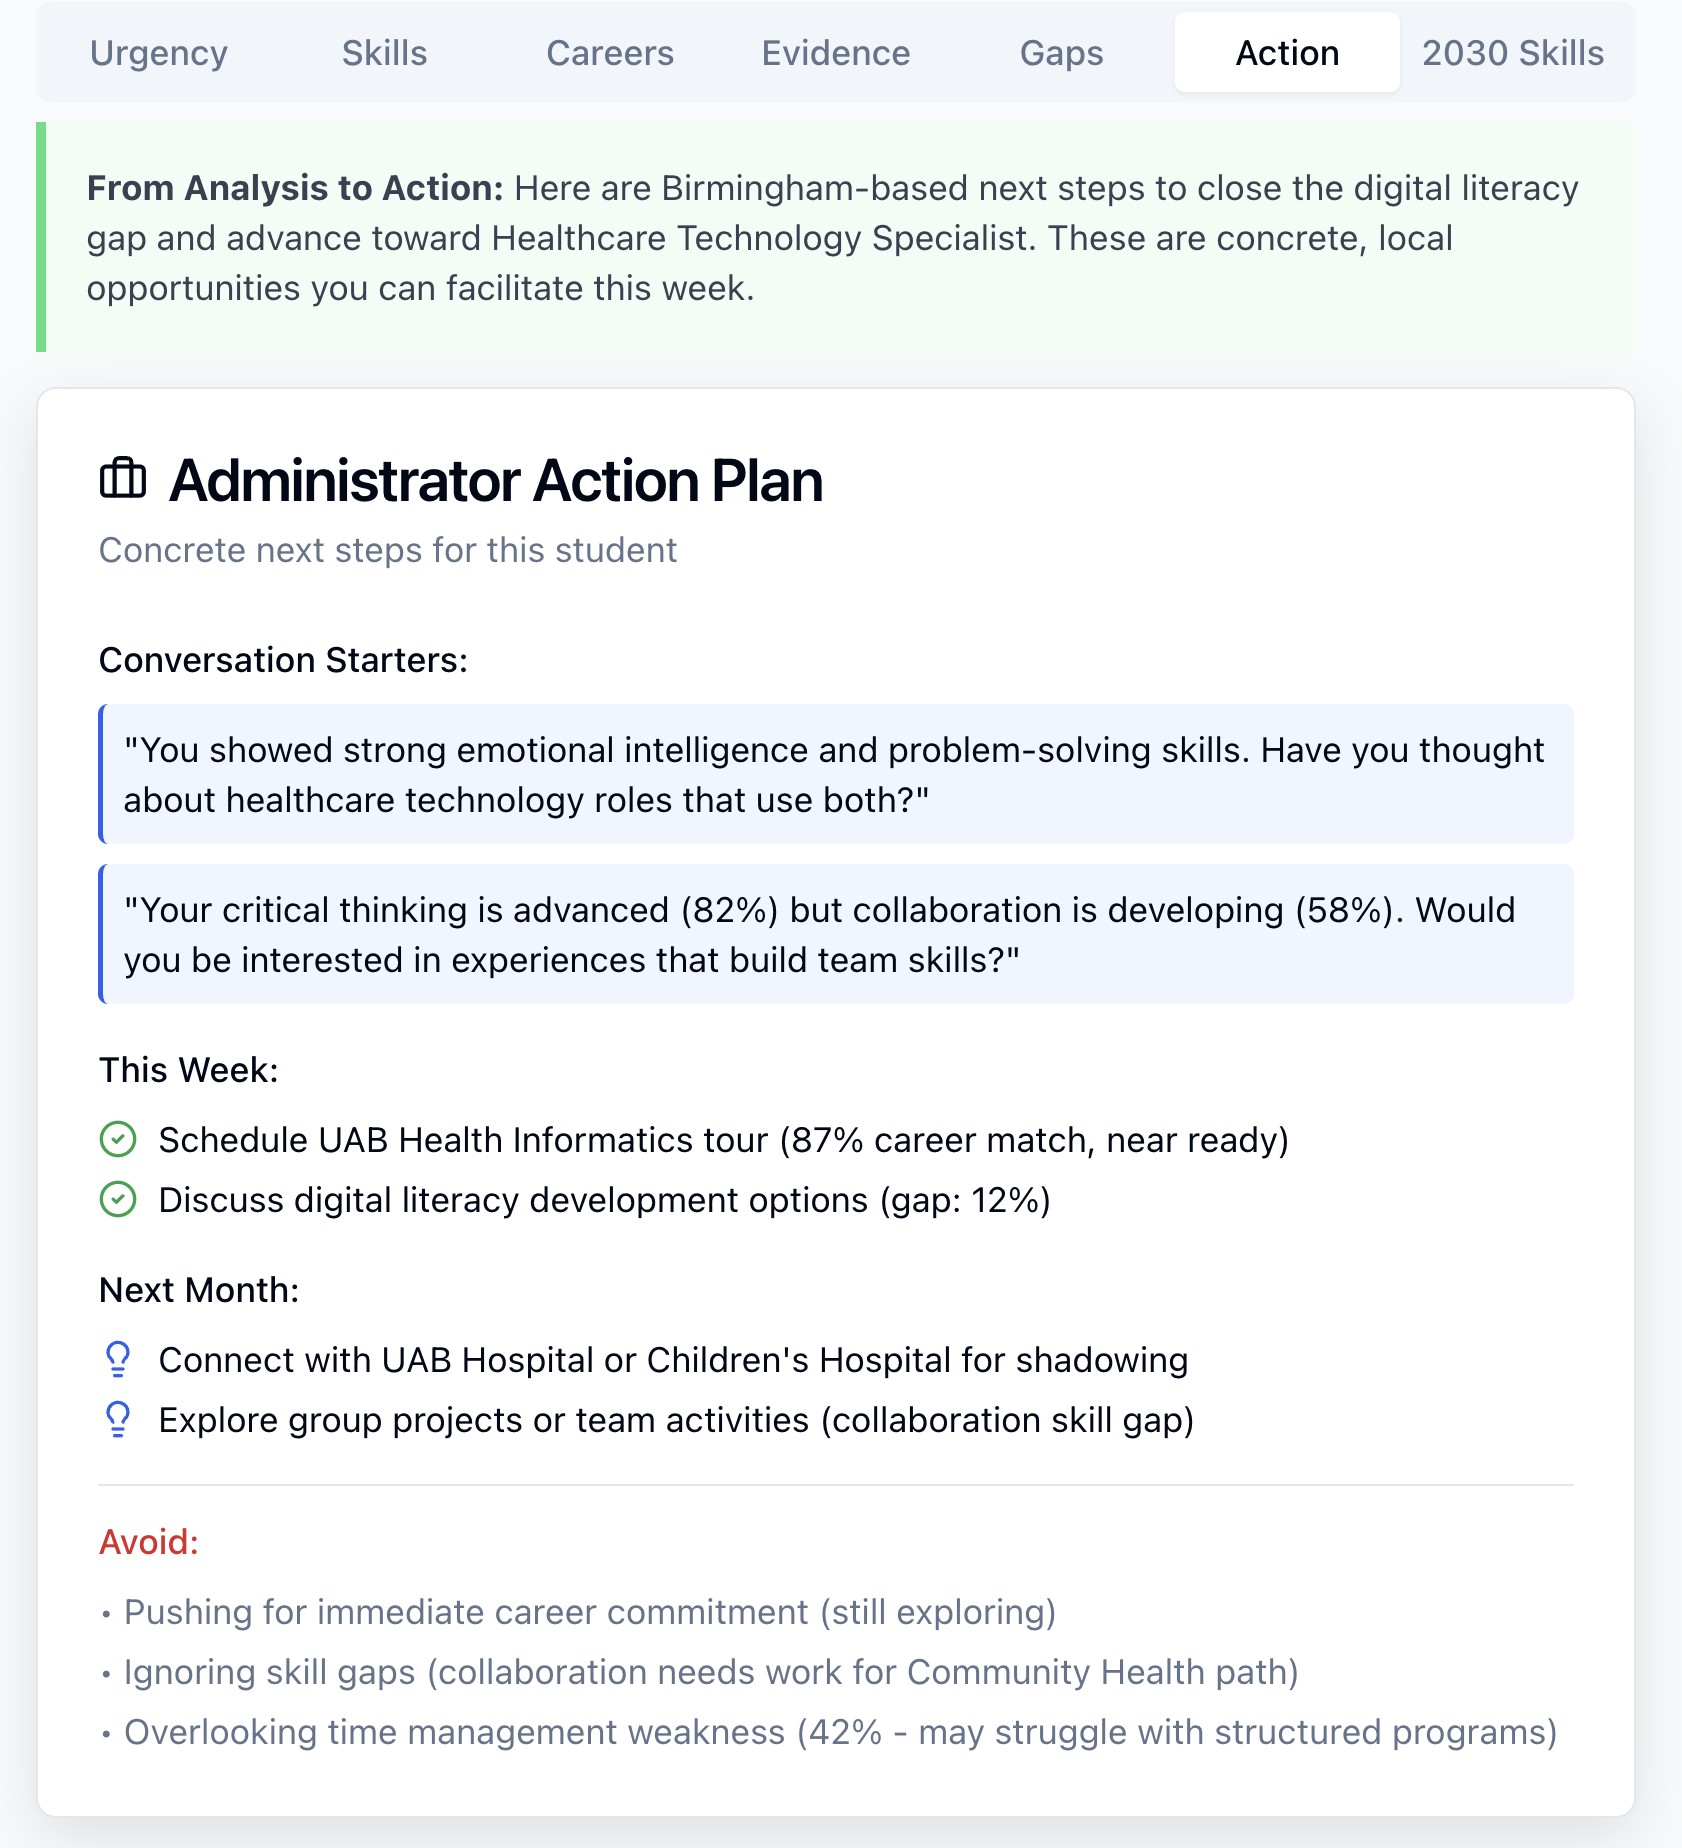 Urgency Skills Careers Evidence Gaps Action 2030 Skills
From Analysis to Action: Here are Birmingham-based next steps to close the digital literacy
gap and advance toward Healthcare Technology Specialist. These are concrete, local
opportunities you can facilitate this week.
Administrator Action Plan
Concrete next steps for this student
Conversation Starters:
"You showed strong emotional intelligence and problem-solving skills. Have you thought
about healthcare technology roles that use both?"
"Your critical thinking is advanced (82%) but collaboration is developing (58%). Would
you be interested in experiences that build team skills?"
This Week:
Schedule UAB Health Informatics tour (87% career match, near ready)
Discuss digital literacy development options (gap: 12%)
Next Month:
Connect with UAB Hospital or Children's Hospital for shadowing
Explore group projects or team activities (collaboration skill gap)
Avoid:
• Pushing for immediate career commitment (still exploring)
• Ignoring skill gaps (collaboration needs work for Community Health path)
• Overlooking time management weakness (42% - may struggle with structured programs)